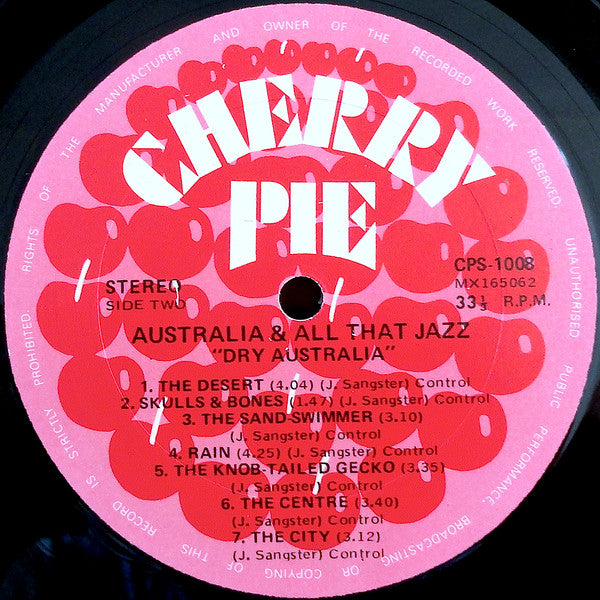 THE MANUFACTURER AND OWNER OF THE RECORDED WORK RESERVED. UNAUTHORISED PUBLIC PERFORMANCE, BROADCASTING OR COPYING OF THIS RECORD IS STRICTLY PROHIBITED. RIGHTS OF
CHERRY
PIE
STEREO
SIDE TWO
CPS-1008
MX165062
33⅓ R.P.M.
AUSTRALIA & ALL THAT JAZZ
"DRY AUSTRALIA"
1. THE DESERT (4.04) (J. Sangster) Control
2. SKULLS & BONES (1.47) (J. Sangster) Control
3. THE SAND-SWIMMER (3.10)
(J. Sangster) Control
4. RAIN (4.25) (J. Sangster) Control
5. THE KNOB-TAILED GECKO (3.35)
(J. Sangster) Control
6. THE CENTRE (3.40)
(J. Sangster) Control
7. THE CITY (3.12)
(J. Sangster) Control